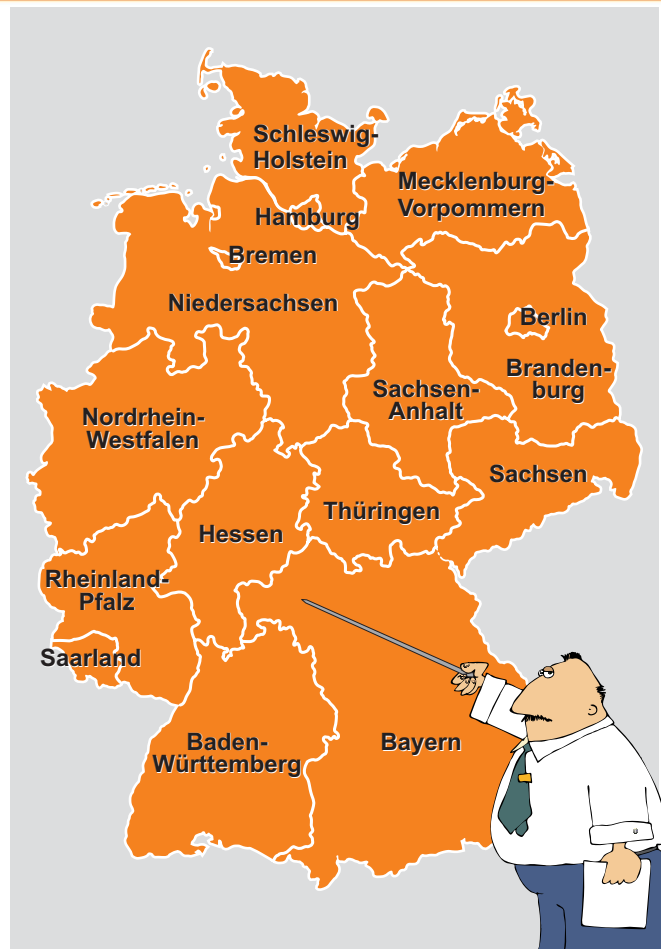 Schleswig-
Holstein
Mecklenburg-
Vorpommern
Hamburg
Bremen
Niedersachsen
Berlin
Branden-
burg
Sachsen-
Anhalt
Nordrhein-
Westfalen
Sachsen
Thüringen
Hessen
Rheinland-
Pfalz
Saarland
Baden-
Württemberg
Bayern